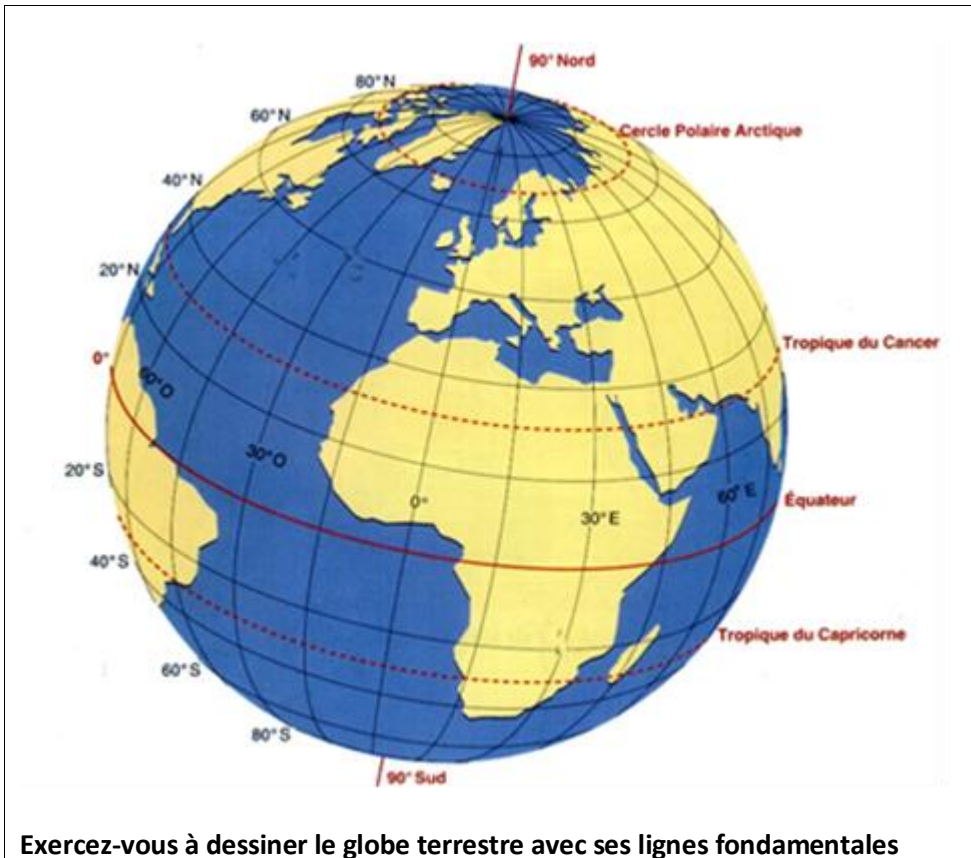 90° Nord
80° N
60° N
Cercle Polaire Arctique
40° N
20° N
Tropique du Cancer
0°
60° O
30° O
20° S
60° E
0°
30° E
Équateur
40° S
Tropique du Capricorne
60° S
80° S
90° Sud
Exercez-vous à dessiner le globe terrestre avec ses lignes fondamentales